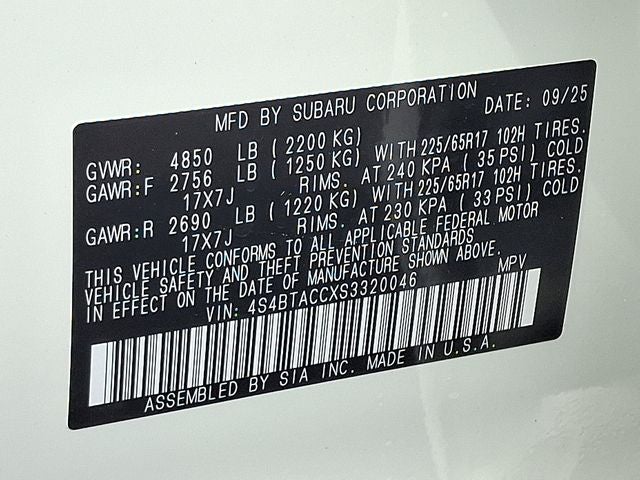 MFD BY SUBARU CORPORATION DATE: 09/25
GVWR: 4850 LB (2200 KG)
GAWR:F 2756 LB (1250 KG) WITH 225/65R17 102H TIRES.
17X7J RIMS. AT 240 KPA (35 PSI) COLD
GAWR:R 2690 LB (1220 KG) WITH 225/65R17 102H TIRES.
17X7J RIMS. AT 230 KPA (33 PSI) COLD
THIS VEHICLE CONFORMS TO ALL APPLICABLE FEDERAL MOTOR
VEHICLE SAFETY AND THEFT PREVENTION STANDARDS
IN EFFECT ON THE DATE OF MANUFACTURE SHOWN ABOVE.
VIN: 4S4BTACCXS3320046 MPV
ASSEMBLED BY SIA INC. MADE IN U.S.A.